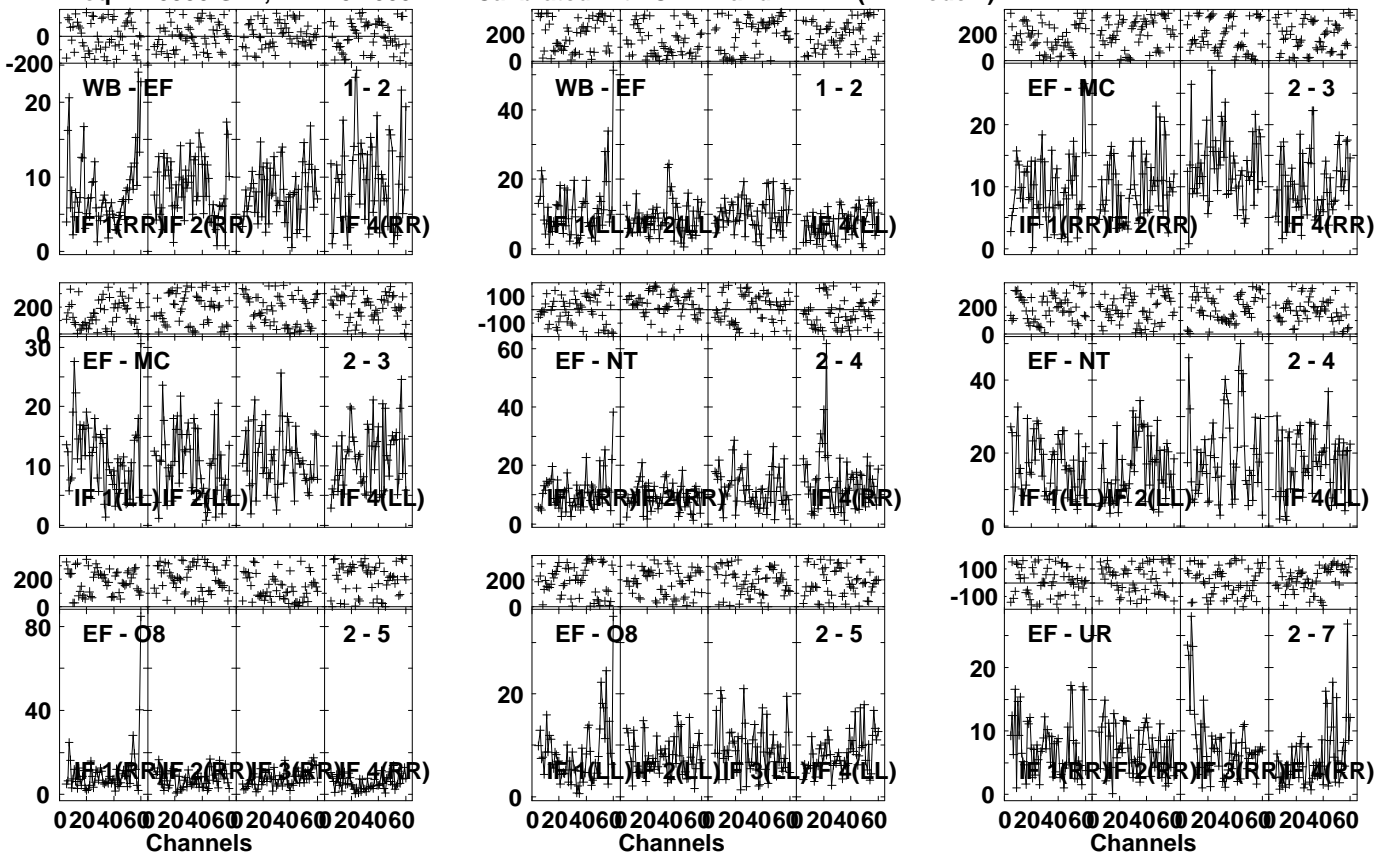 0
-200
WB - EF
1 - 2
20
10
0
IF 1(RR)
IF 2(RR)
IF 4(RR)
200
0
WB - EF
1 - 2
40
20
0
IF 1(LL)
IF 2(LL)
IF 4(LL)
200
0
EF - MC
2 - 3
20
10
0
IF 1(RR)
IF 2(RR)
IF 4(RR)
200
0
30
EF - MC
2 - 3
20
10
0
IF 1(LL)
IF 2(LL)
IF 4(LL)
100
-100
60
EF - NT
2 - 4
40
20
0
IF 1(RR)
IF 2(RR)
IF 4(RR)
200
0
EF - NT
2 - 4
40
20
0
IF 1(LL)
IF 2(LL)
IF 4(LL)
200
0
80
EF - O8
2 - 5
40
0
IF 1(RR)
IF 2(RR)
IF 3(RR)
IF 4(RR)
0 20 40 60 0 20 40 60 0 20 40 60 0 20 40 60
Channels
200
0
EF - O8
2 - 5
20
0
IF 1(LL)
IF 2(LL)
IF 3(LL)
IF 4(LL)
0 20 40 60 0 20 40 60 0 20 40 60 0 20 40 60
Channels
100
-100
EF - UR
2 - 7
20
10
0
IF 1(RR)
IF 2(RR)
IF 3(RR)
IF 4(RR)
0 20 40 60 0 20 40 60 0 20 40 60 0 20 40 60
Channels